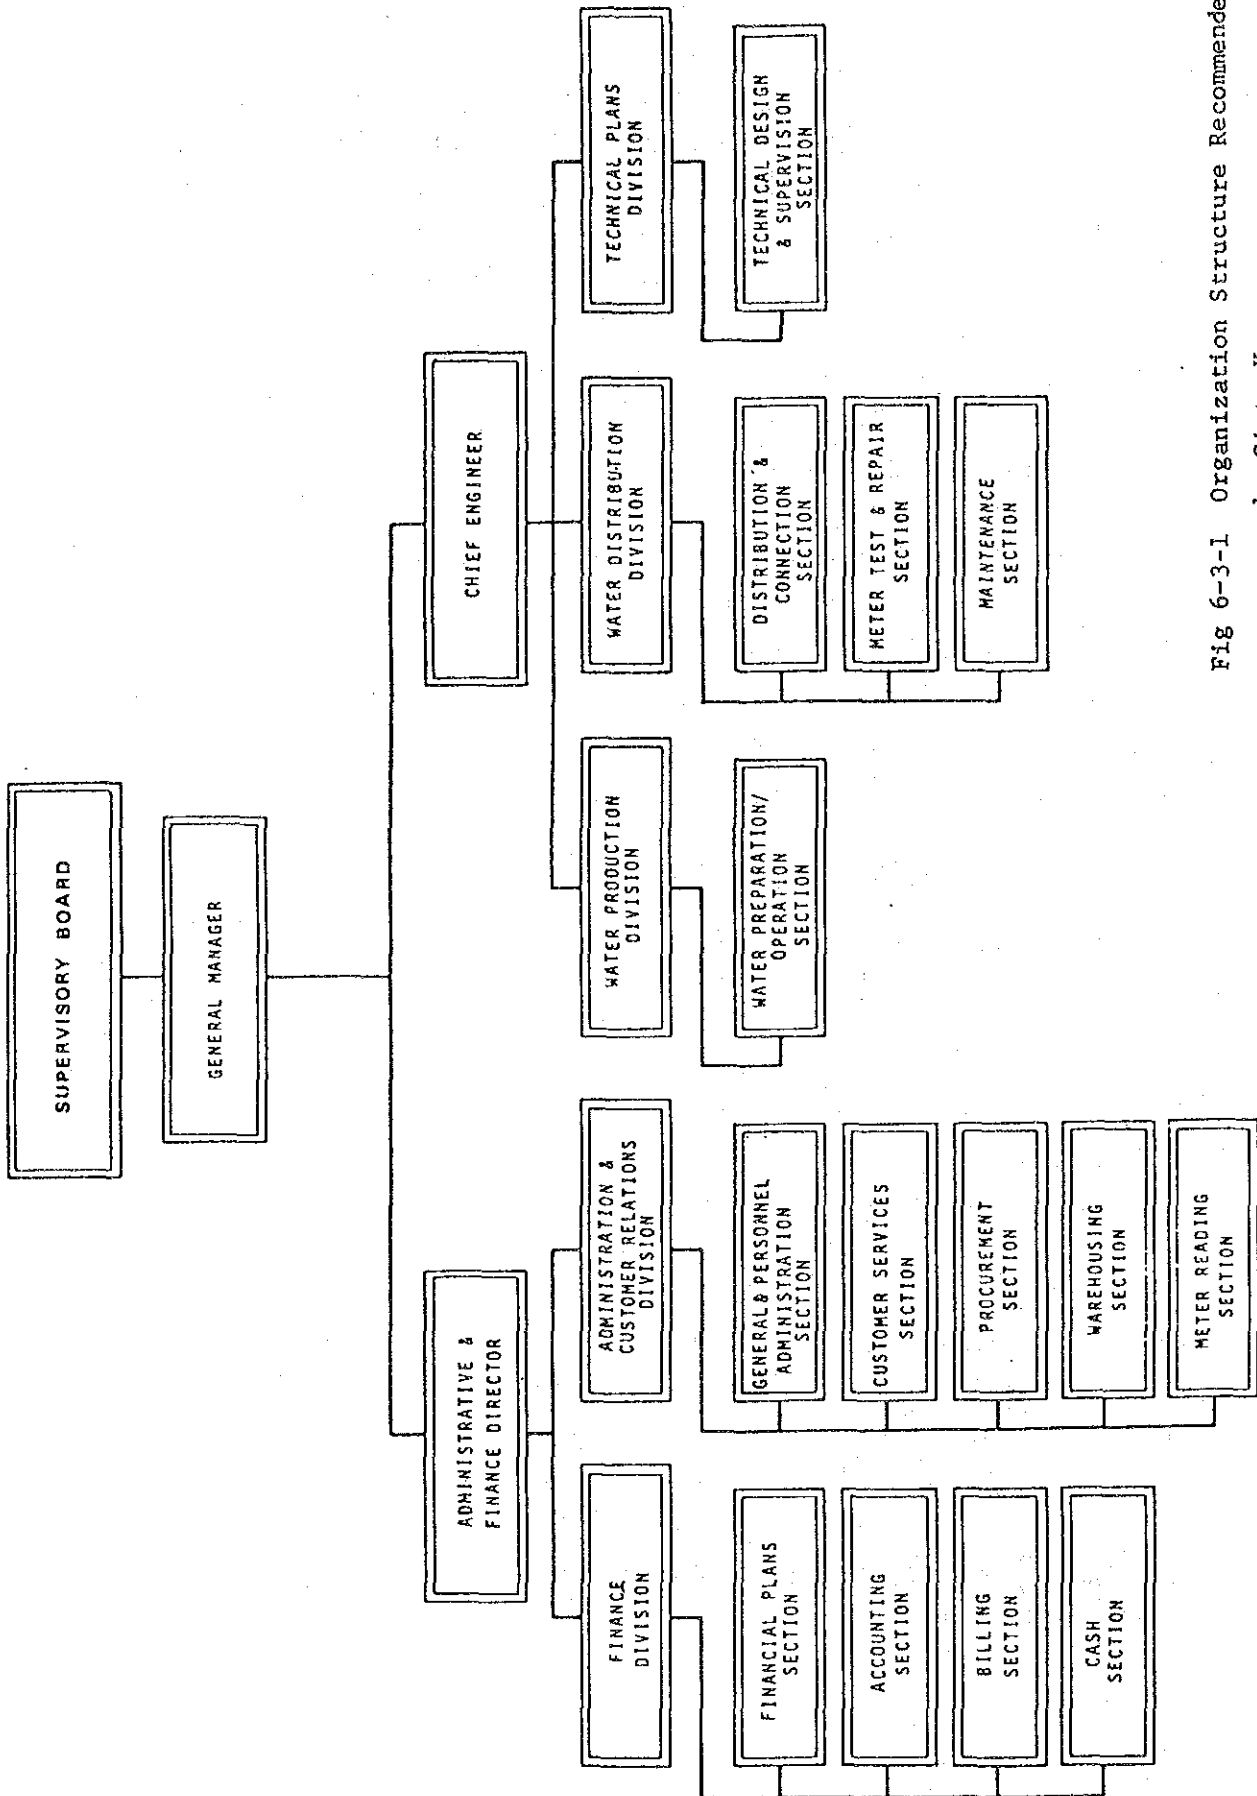 SUPERVISORY BOARD
GENERAL MANAGER
ADMINISTRATIVE &
FINANCE DIRECTOR
CHIEF ENGINEER
FINANCE
DIVISION
ADMINISTRATION &
CUSTOMER RELATIONS
DIVISION
WATER PRODUCTION
DIVISION
WATER DISTRIBUTION
DIVISION
TECHNICAL PLANS
DIVISION
FINANCIAL PLANS
SECTION
ACCOUNTING
SECTION
BILLING
SECTION
CASH
SECTION
GENERAL & PERSONNEL
ADMINISTRATION
SECTION
CUSTOMER SERVICES
SECTION
PROCUREMENT
SECTION
WAREHOUSING
SECTION
METER READING
SECTION
WATER PREPARATION/
OPERATION
SECTION
DISTRIBUTION &
CONNECTION
SECTION
METER TEST & REPAIR
SECTION
MAINTENANCE
SECTION
TECHNICAL DESIGN
& SUPERVISION
SECTION
Fig 6-3-1 Organization Structure Recommende